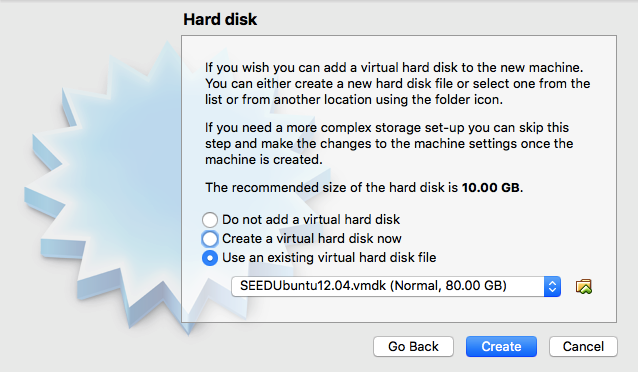 Hard disk
If you wish you can add a virtual hard disk to the new machine.
You can either create a new hard disk file or select one from the
list or from another location using the folder icon.
If you need a more complex storage set-up you can skip this
step and make the changes to the machine settings once the
machine is created.
The recommended size of the hard disk is 10.00 GB.
Do not add a virtual hard disk
Create a virtual hard disk now
Use an existing virtual hard disk file
SEEDUbuntu12.04.vmdk (Normal, 80.00 GB)
Go Back
Create
Cancel